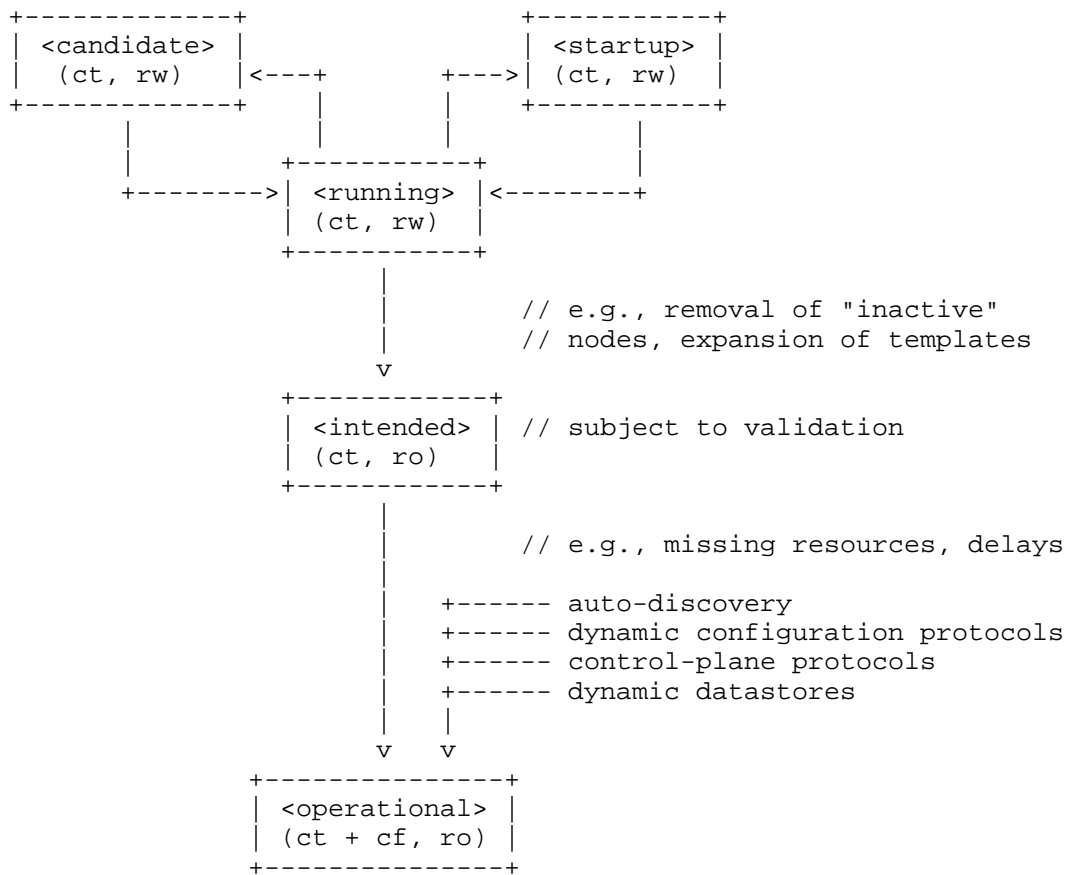 <candidate>
(ct, rw)
<startup>
(ct, rw)
<running>
(ct, rw)
// e.g., removal of "inactive"
// nodes, expansion of templates
<intended> // subject to validation
(ct, ro)
// e.g., missing resources, delays
auto-discovery
dynamic configuration protocols
control-plane protocols
dynamic datastores
<operational>
(ct + cf, ro)